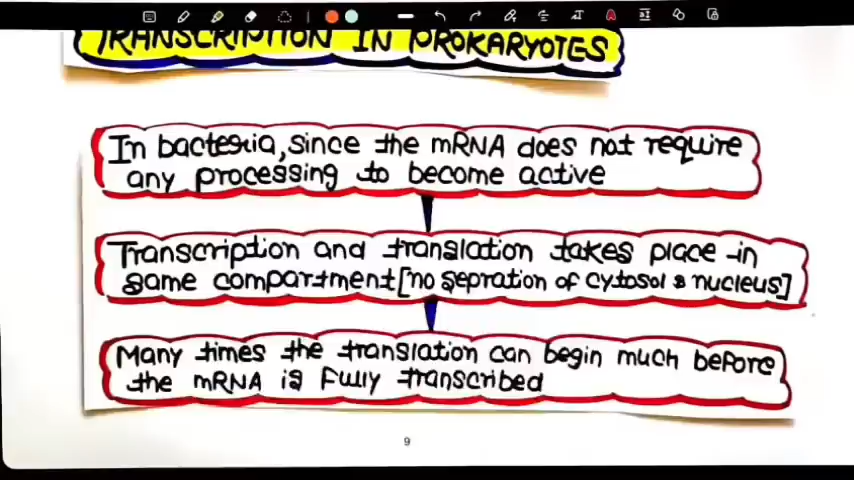 TRANSCRIPTION IN PROKARYOTES
In bacteria, since the mRNA does not require
any processing to become active
Transcription and translation takes place in
same compartment [no sepration of cytosol & nucleus]
Many times the translation can begin much before
the mRNA is Fully transcribed
9